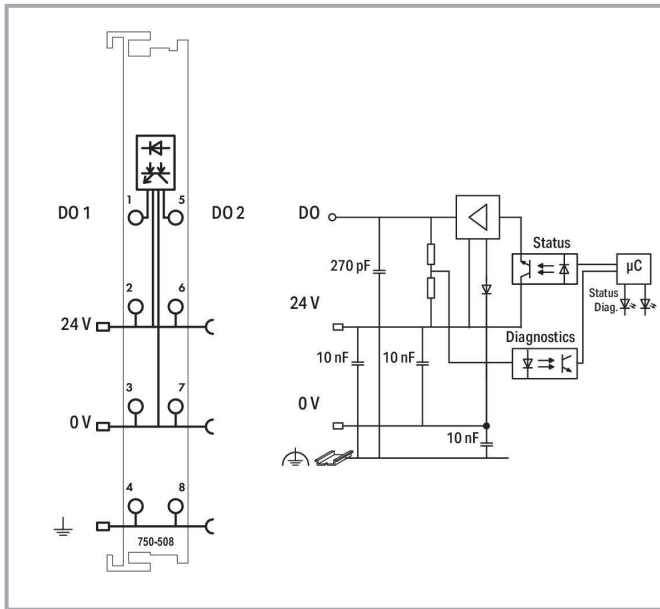 DO 1
1
5
DO 2
2
6
24 V
3
7
0 V
4
8
750-508
DO
270 pF
Status
µC
24 V
Status
Diag.
Diagnostics
10 nF
10 nF
0 V
10 nF